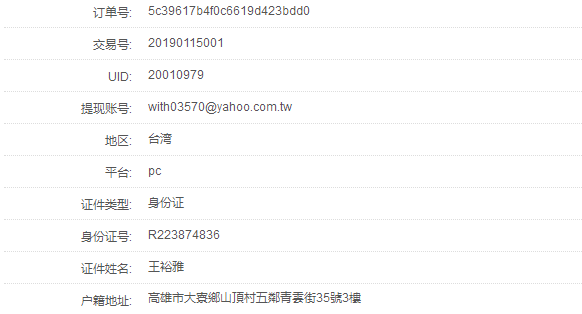 订单号: 5c39617b4f0c6619d423bdd0
交易号: 20190115001
UID: 20010979
提现账号: with03570@yahoo.com.tw
地区: 台湾
平台: pc
证件类型: 身份证
身份证号: R223874836
证件姓名: 王裕雅
户籍地址: 高雄市大寮鄉山頂村五鄰青雲街35號3樓